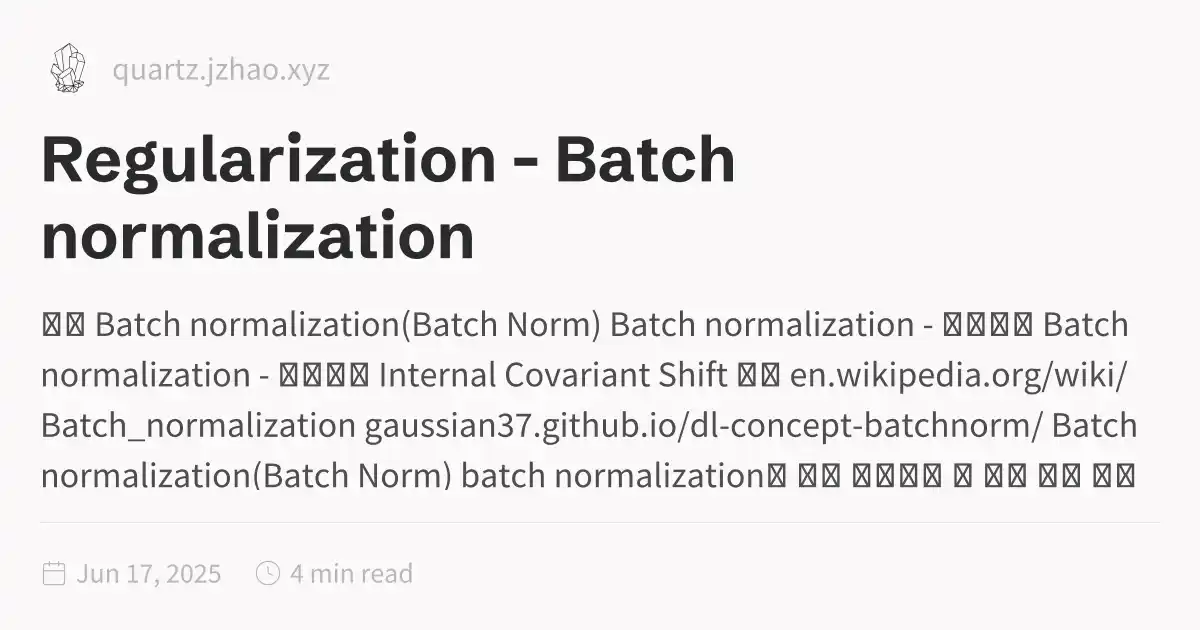 quartz.jzhao.xyz
Regularization - Batch
normalization
Batch normalization(Batch Norm) Batch normalization - Batch
normalization - Internal Covariant Shift en.wikipedia.org/wiki/
Batch_normalization gaussian37.github.io/dl-concept-batchnorm/ Batch
normalization(Batch Norm) batch normalization
Jun 17, 2025
4 min read